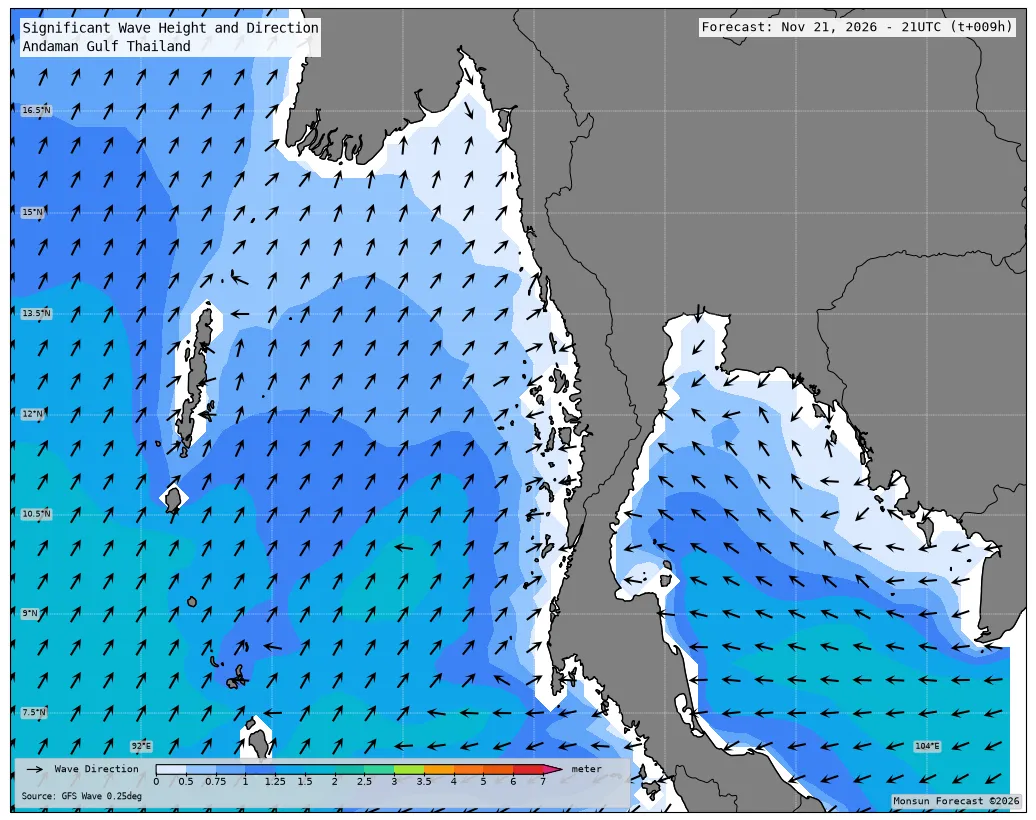 Significant Wave Height and Direction
Andaman Gulf Thailand
Forecast: Nov 21, 2026 - 21UTC (t+009h)
16.5°N
15°N
13.5°N
12°N
10.5°N
9°N
7.5°N
92°E
104°E
Wave Direction
0.5 0.75 1 1.25 1.5 2 2.5 3 3.5 4 5 6 7 meter
Source: GFS Wave 0.25deg
Monsun Forecast ©2026